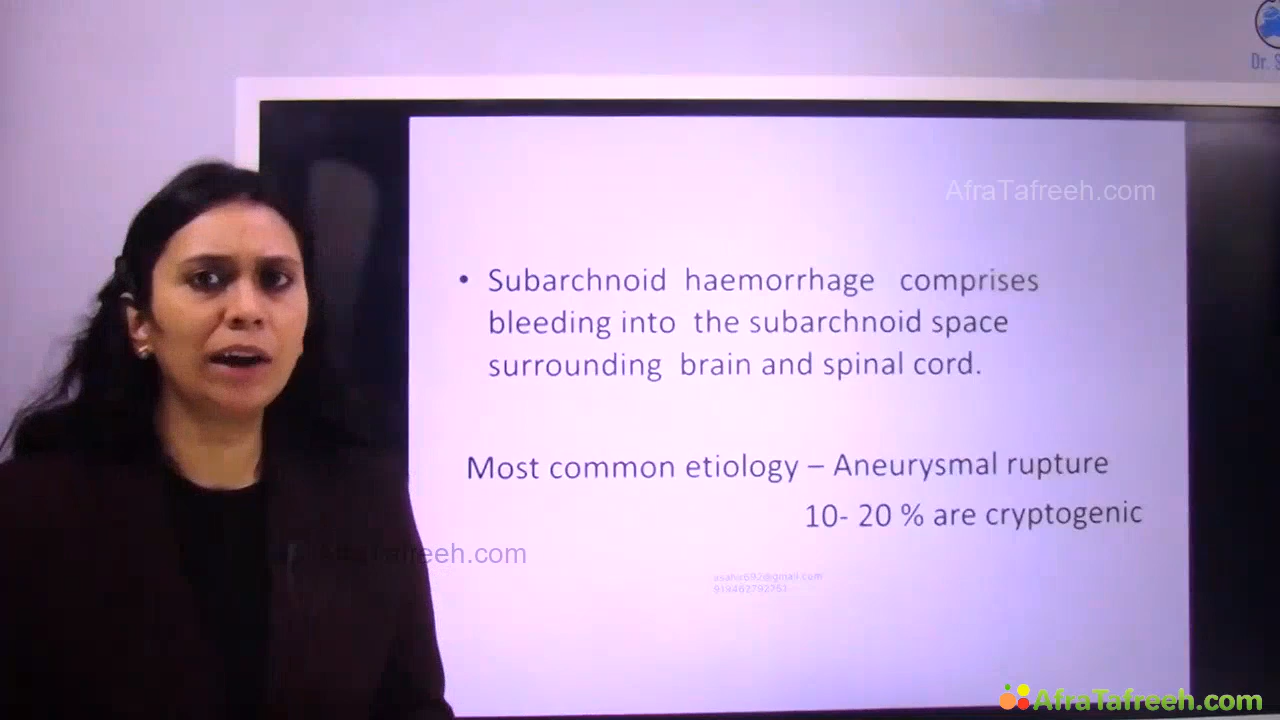 Dr. S
AfraTafreeh.com
• Subarchnoid haemorrhage comprises
bleeding into the subarchnoid space
surrounding brain and spinal cord.
Most common etiology – Aneurysmal rupture
10- 20 % are cryptogenic
AfraTafreeh.com
AfraTafreeh.com